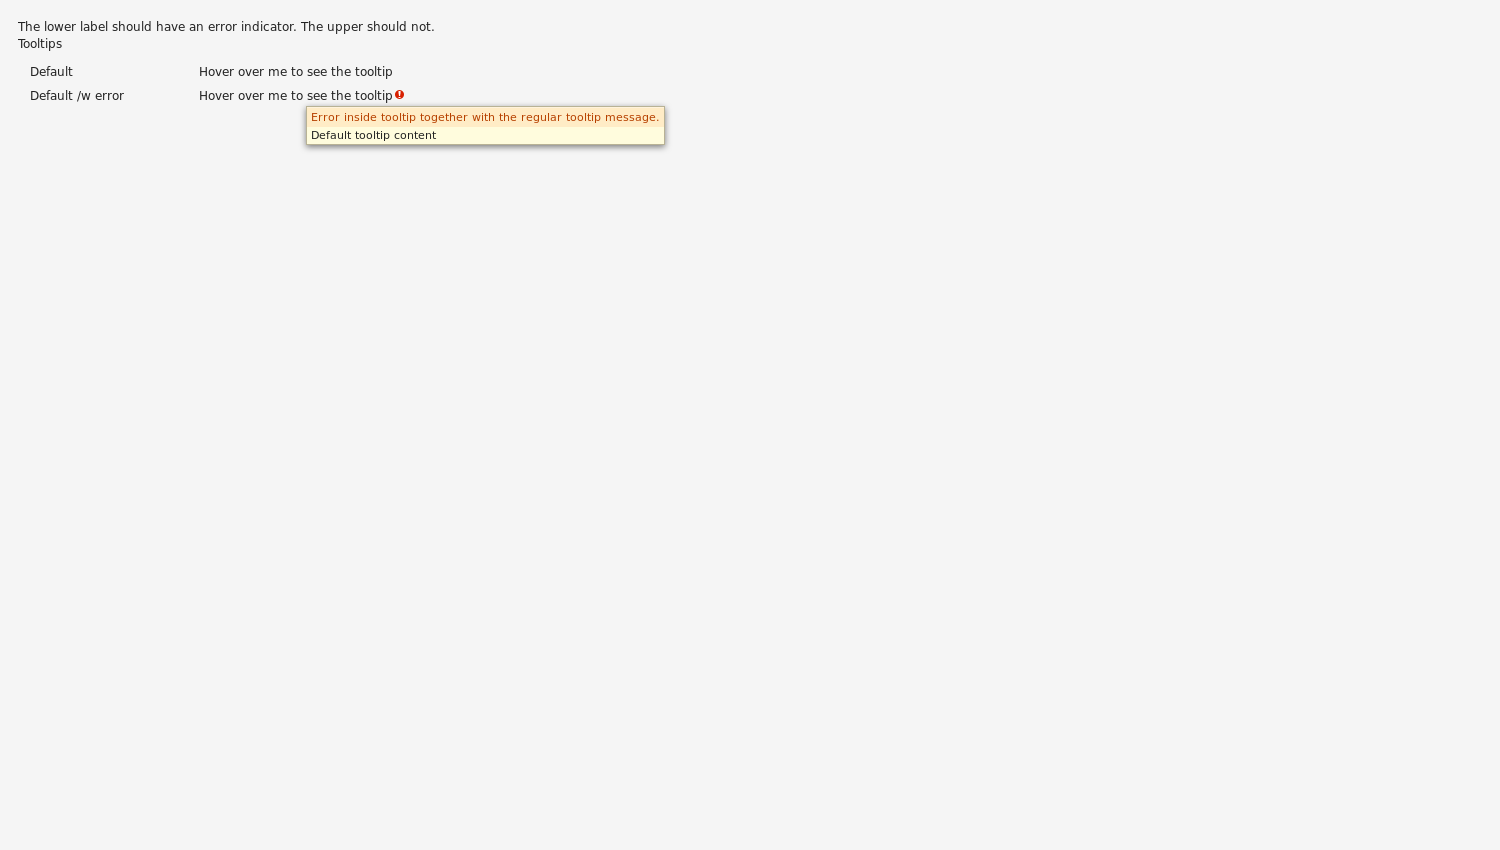 The lower label should have an error indicator. The upper should not.
Tooltips
Default Hover over me to see the tooltip
Default /w error Hover over me to see the tooltip
Error inside tooltip together with the regular tooltip message.
Default tooltip content